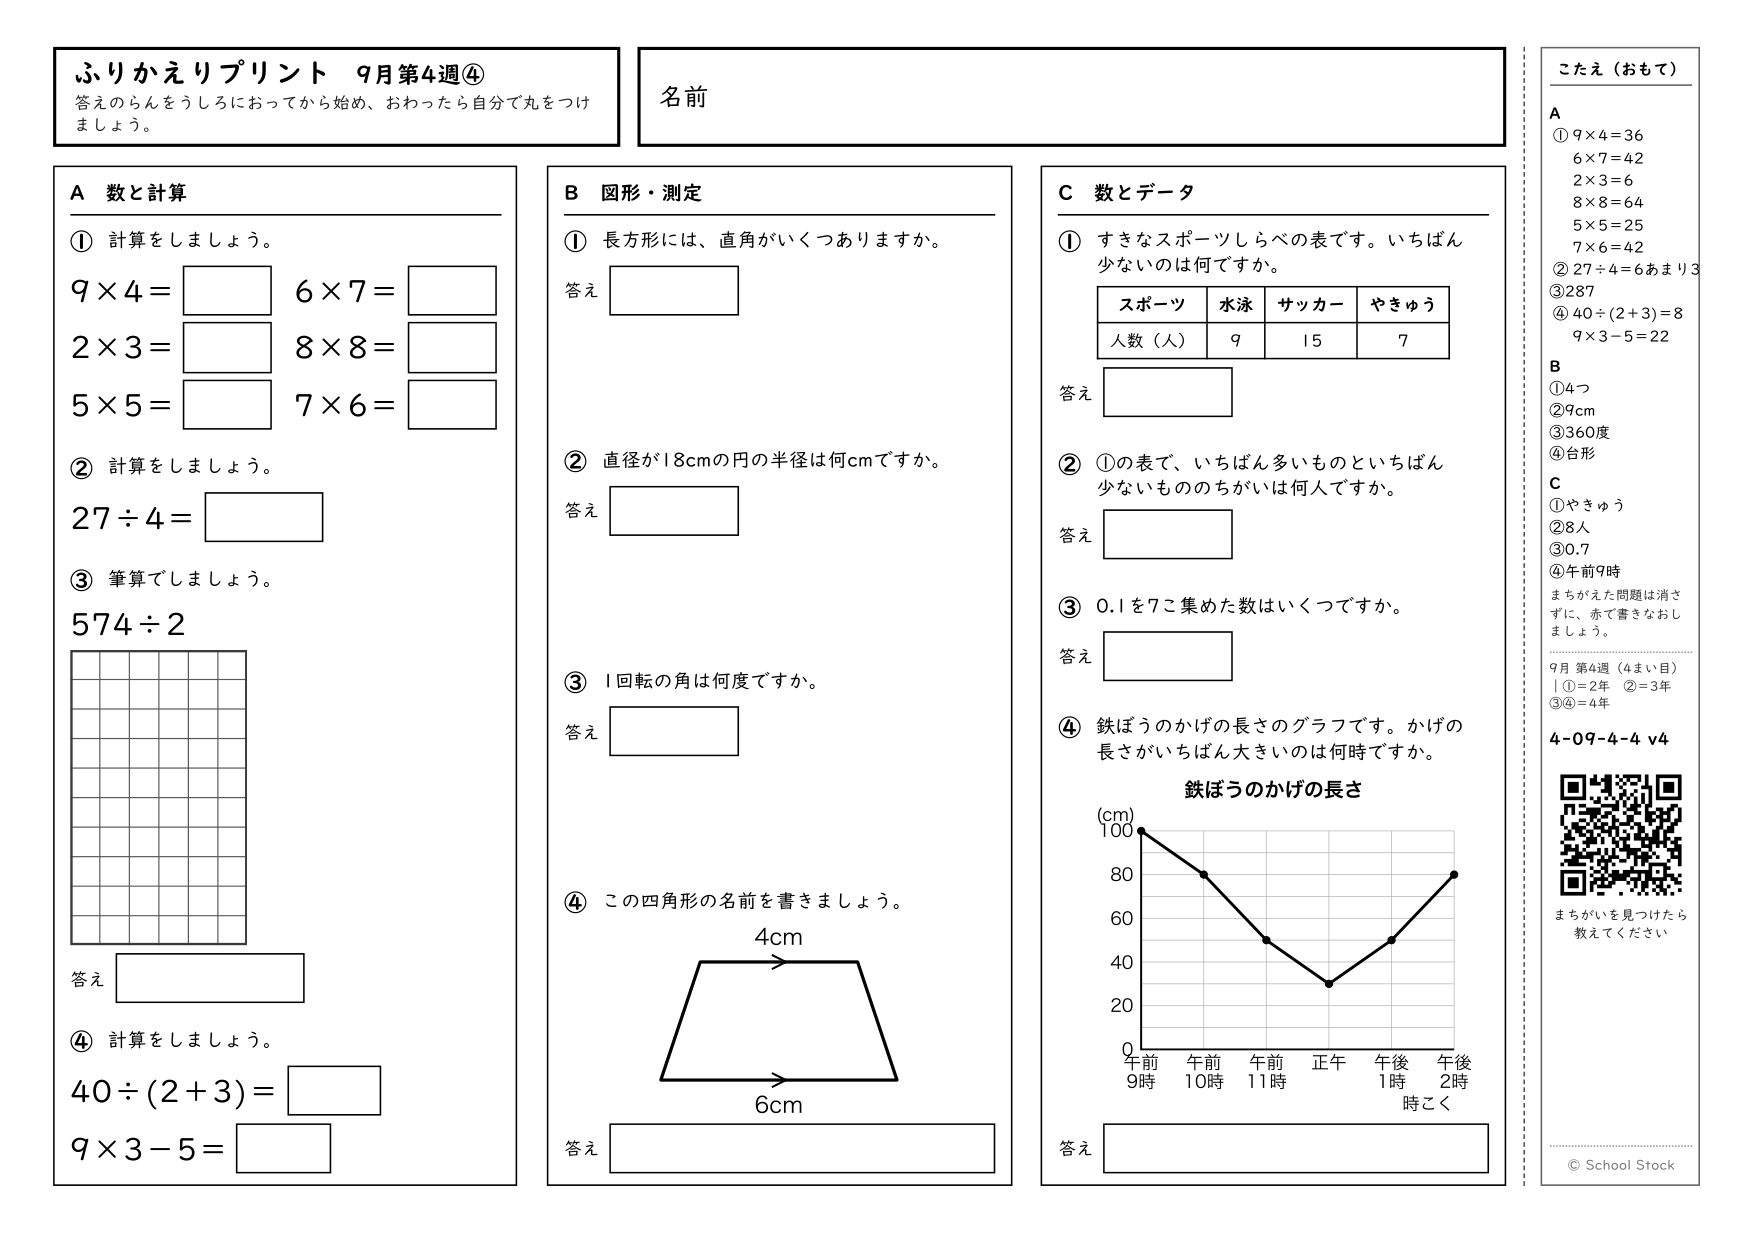 ふりかえりプリント　9月第4週④
答えのらんをうしろにおってから始め、おわったら自分で丸をつけ
ましょう。
名前
A　数と計算
① 計算をしましょう。
9×4＝
6×7＝
2×3＝
8×8＝
5×5＝
7×6＝
② 計算をしましょう。
27÷4＝
③ 筆算でしましょう。
574÷2
答え
④ 計算をしましょう。
40÷(2＋3)＝
9×3－5＝
B　図形・測定
① 長方形には、直角がいくつありますか。
答え
② 直径が18cmの円の半径は何cmですか。
答え
③ 1回転の角は何度ですか。
答え
④ この四角形の名前を書きましょう。
4cm
6cm
答え
C　数とデータ
① すきなスポーツしらべの表です。いちばん
少ないのは何ですか。
スポーツ 水泳 サッカー やきゅう
人数（人） 9 15 7
答え
② ①の表で、いちばん多いものといちばん
少ないもののちがいは何人ですか。
答え
③ 0.1を7こ集めた数はいくつですか。
答え
④ 鉄ぼうのかげの長さのグラフです。かげの
長さがいちばん大きいのは何時ですか。
鉄ぼうのかげの長さ
(cm)
100
80
60
40
20
0
午前 午前 午前 正午 午後 午後
9時 10時 11時 1時 2時
時こく
答え
こたえ（おもて）
A
① 9×4＝36
6×7＝42
2×3＝6
8×8＝64
5×5＝25
7×6＝42
② 27÷4＝6あまり3
③287
④ 40÷(2＋3)＝8
9×3－5＝22
B
①4つ
②9cm
③360度
④台形
C
①やきゅう
②8人
③0.7
④午前9時
まちがえた問題は消さ
ずに、赤で書きなおし
ましょう。
9月 第4週（4まい目）
｜①＝2年　②＝3年
③④＝4年
4-09-4-4 v4
まちがいを見つけたら
教えてください
© School Stock